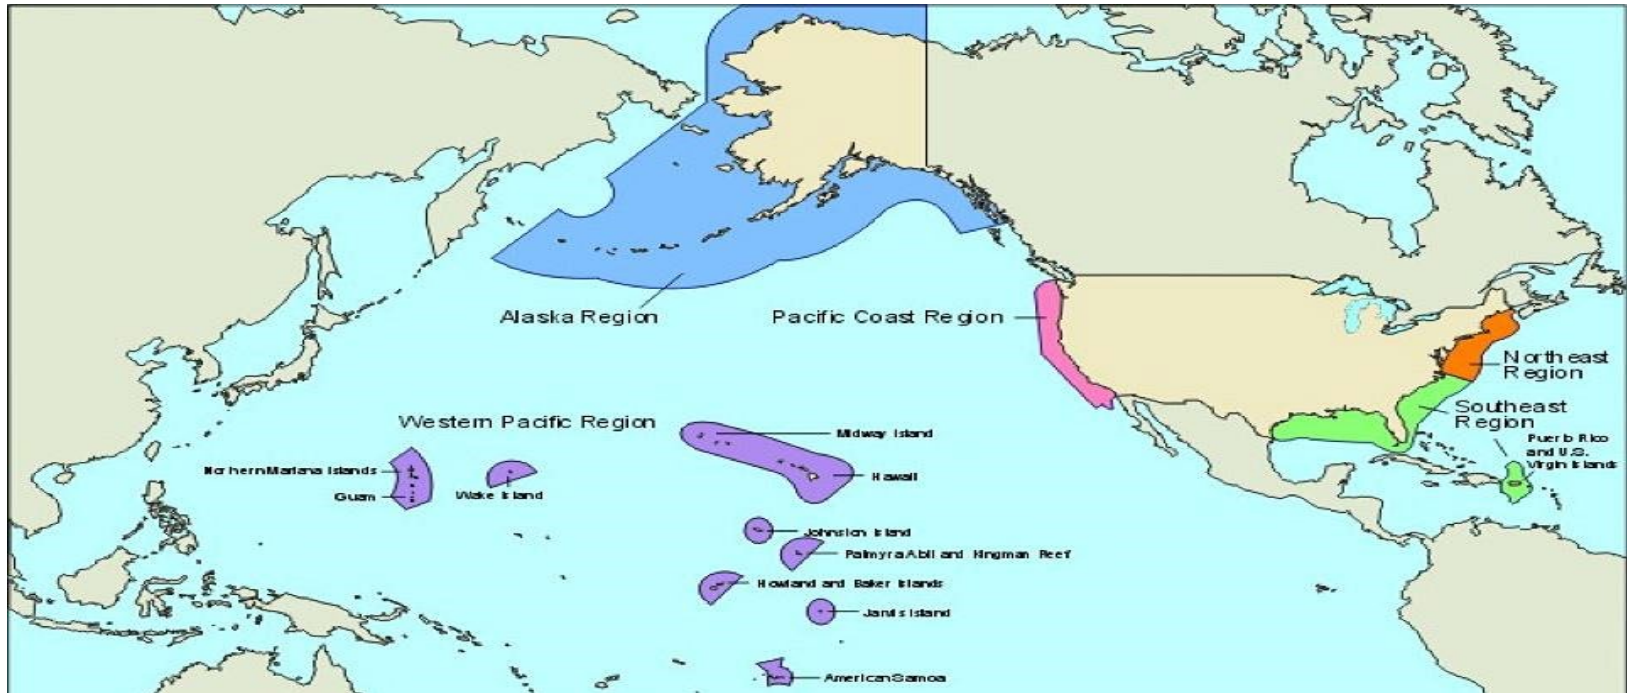 Alaska Region
Pacific Coast Region
Northeast
Region
Southeast
Region
Puerto Rico
and U.S.
Virgin Islands
Western Pacific Region
Midway Island
Northern Mariana Islands
Hawaii
Guam
Wake Island
Johnston Island
Palmyra Atoll and Kingman Reef
Howland and Baker Islands
Jarvis Island
American Samoa